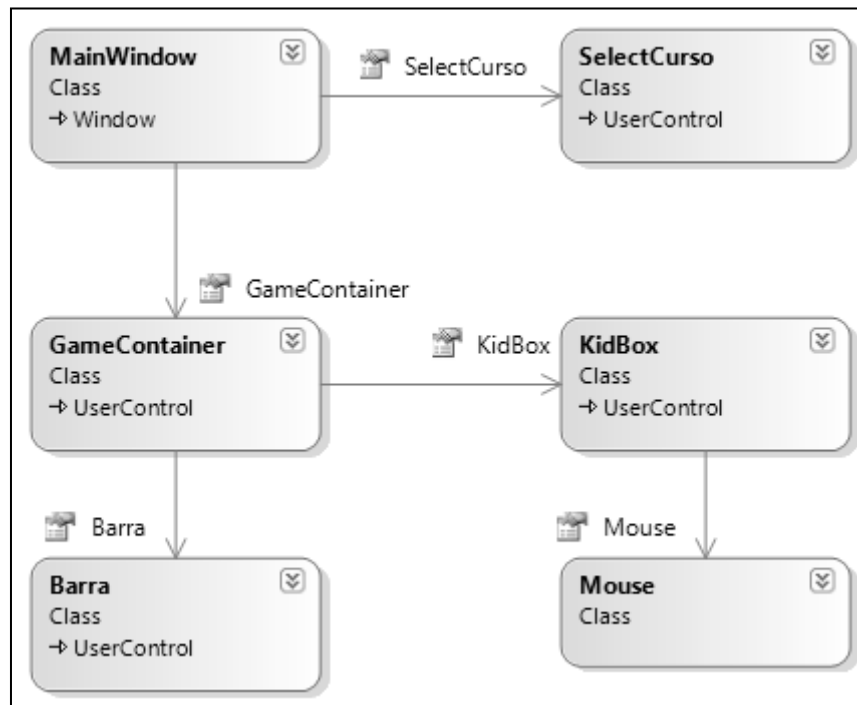 MainWindow
Class
Window
SelectCurso
SelectCurso
Class
UserControl
GameContainer
GameContainer
Class
UserControl
KidBox
KidBox
Class
UserControl
Barra
Barra
Class
UserControl
Mouse
Mouse
Class